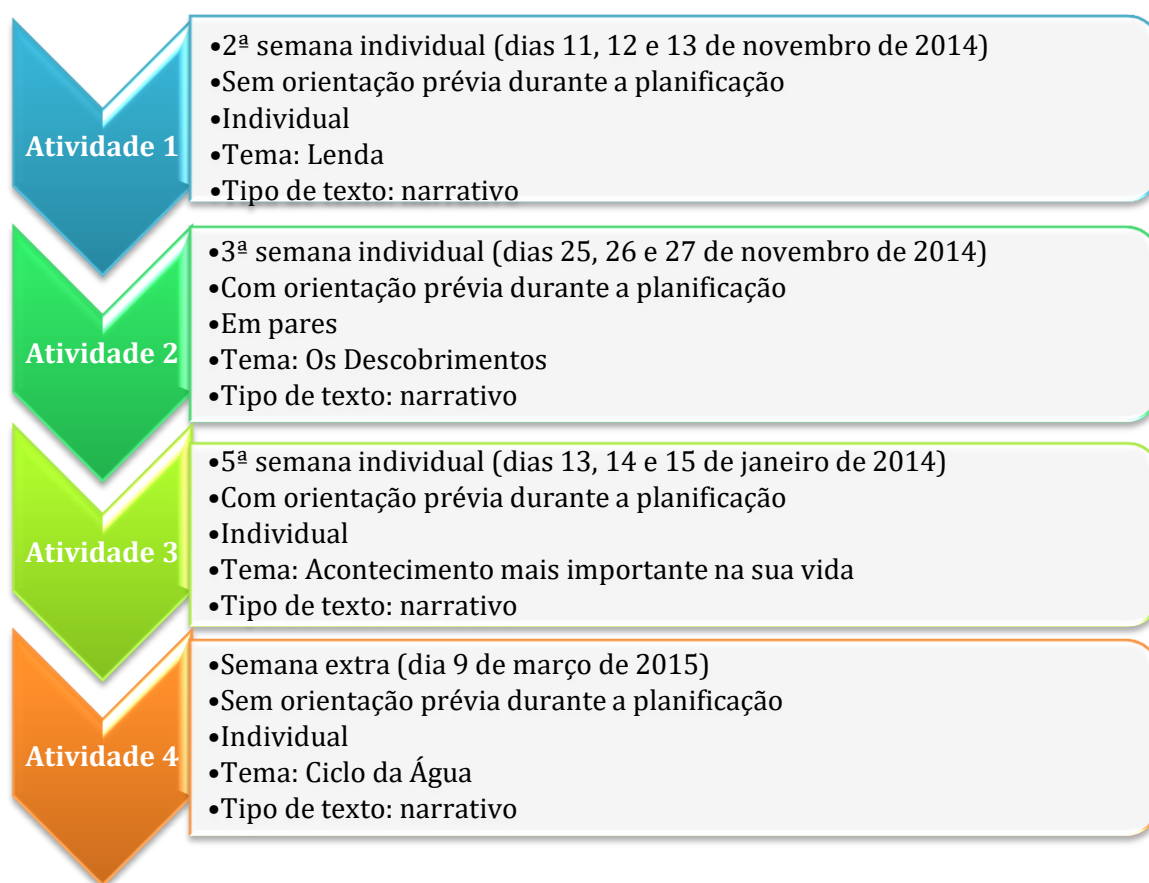 Atividade 1
•2ª semana individual (dias 11, 12 e 13 de novembro de 2014)
•Sem orientação prévia durante a planificação
•Individual
•Tema: Lenda
•Tipo de texto: narrativo
Atividade 2
•3ª semana individual (dias 25, 26 e 27 de novembro de 2014)
•Com orientação prévia durante a planificação
•Em pares
•Tema: Os Descobrimentos
•Tipo de texto: narrativo
Atividade 3
•5ª semana individual (dias 13, 14 e 15 de janeiro de 2014)
•Com orientação prévia durante a planificação
•Individual
•Tema: Acontecimento mais importante na sua vida
•Tipo de texto: narrativo
Atividade 4
•Semana extra (dia 9 de março de 2015)
•Sem orientação prévia durante a planificação
•Individual
•Tema: Ciclo da Água
•Tipo de texto: narrativo